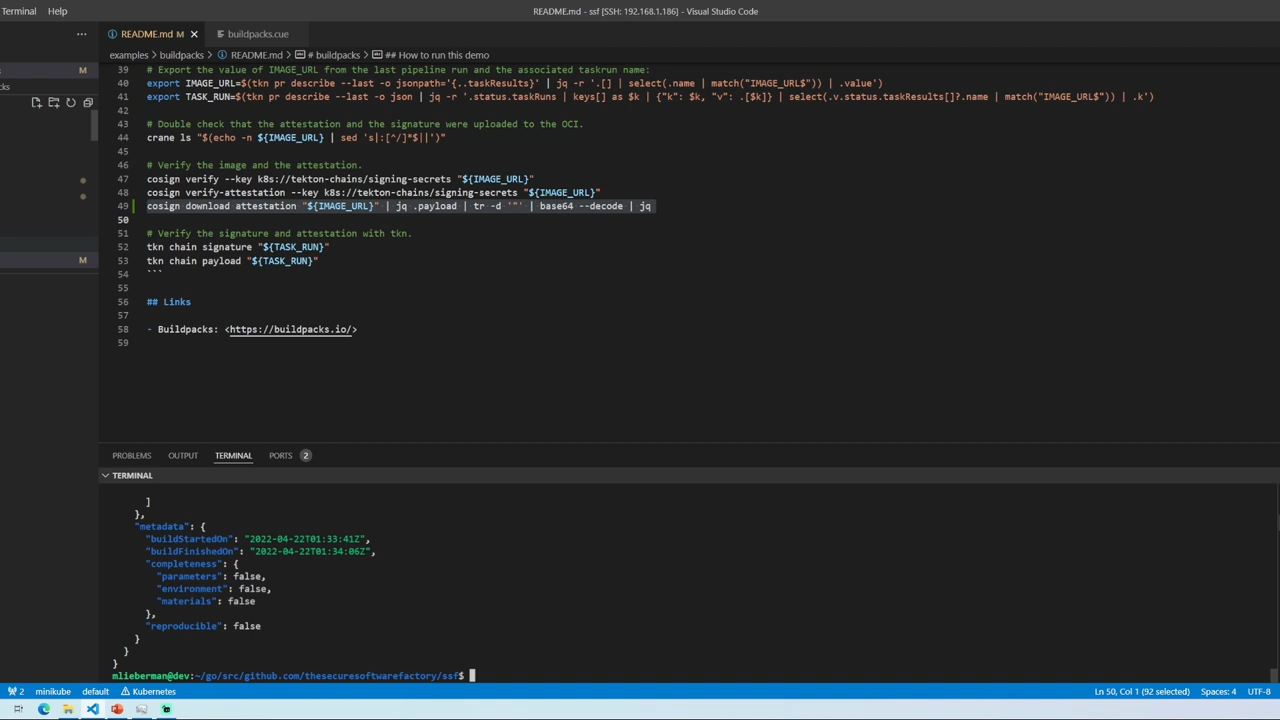 Terminal Help
README.md - ssf [SSH: 192.168.1.186] - Visual Studio Code
README.md M
buildpacks.cue
examples > buildpacks > README.md > # buildpacks > ## How to run this demo
M
cks
M
39 # Export the value of IMAGE_URL from the last pipeline run and the associated taskrun name:
40 export IMAGE_URL=$(tkn pr describe --last -o jsonpath='{..taskResults}' | jq -r '.[] | select(.name | match("IMAGE_URL$")) | .value')
41 export TASK_RUN=$(tkn pr describe --last -o json | jq -r '.status.taskRuns | keys[] as $k | {"k": $k, "v": .[$k]} | select(.v.status.taskResults[]?.name | match("IMAGE_URL$")) | .k')
42
43 # Double check that the attestation and the signature were uploaded to the OCI.
44 crane ls "$(echo -n ${IMAGE_URL} | sed 's|:[^/]*$||')"
45
46 # Verify the image and the attestation.
47 cosign verify --key k8s://tekton-chains/signing-secrets "${IMAGE_URL}"
48 cosign verify-attestation --key k8s://tekton-chains/signing-secrets "${IMAGE_URL}"
49 cosign download attestation "${IMAGE_URL}" | jq .payload | tr -d '"' | base64 --decode | jq
50
51 # Verify the signature and attestation with tkn.
52 tkn chain signature "${TASK_RUN}"
53 tkn chain payload "${TASK_RUN}"
54 ```
55
56 ## Links
57
58 - Buildpacks: <https://buildpacks.io/>
59
PROBLEMS OUTPUT TERMINAL PORTS 2
TERMINAL
]
},
"metadata": {
"buildStartedOn": "2022-04-22T01:33:41Z",
"buildFinishedOn": "2022-04-22T01:34:06Z",
"completeness": {
"parameters": false,
"environment": false,
"materials": false
},
"reproducible": false
}
}
}
mlieberman@dev:~/go/src/github.com/thesecuresoftwarefactory/ssf$
2 minikube default Kubernetes Ln 50, Col 1 (92 selected) Spaces: 4 UTF-8